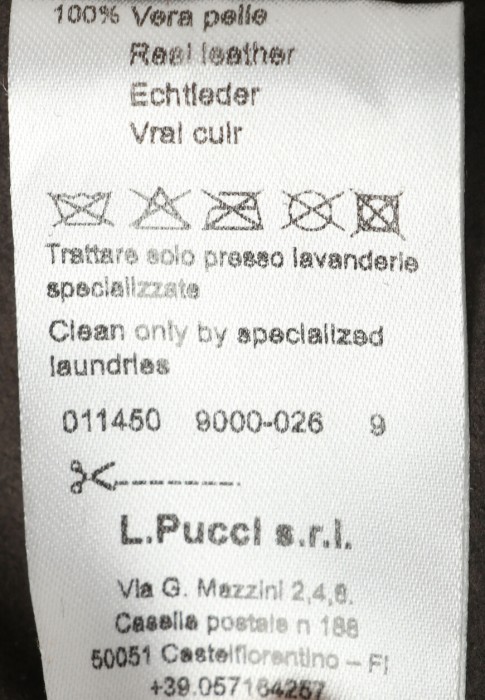 100% Vera pelle
Real leather
Echtleder
Vrai cuir
Trattare solo presso lavanderie
specializzate
Clean only by specialized
laundries
011450 9000-026 9
L.Pucci s.r.l.
Via G. Mazzini 2,4,6.
Casella postale n 188
50051 Castelfiorentino – FI
+39.057164257